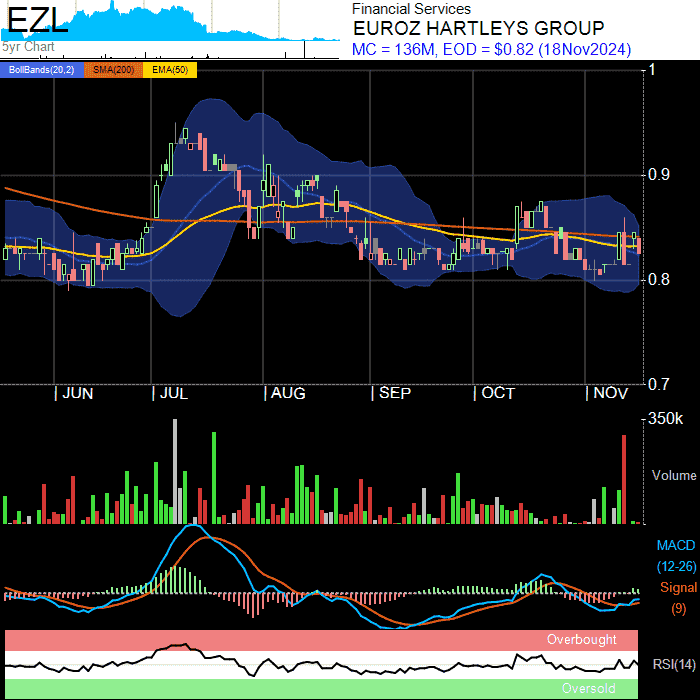 EZL
5yr Chart
Financial Services
EUROZ HARTLEYS GROUP
MC = 136M, EOD = $0.82 (18Nov2024)
BollBands(20,2) SMA(200) EMA(50)
1
0.9
0.8
0.7
JUN JUL AUG SEP OCT NOV
350k
Volume
MACD
(12-26)
Signal
(9)
Overbought
RSI(14)
Oversold